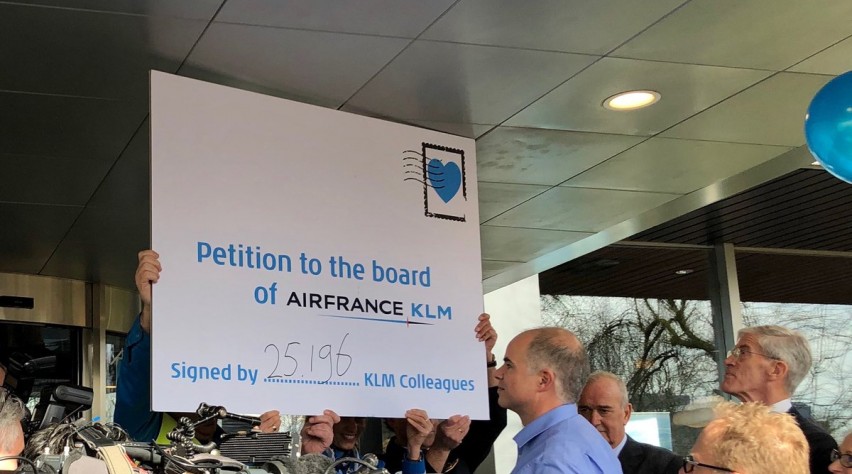 Petition to the board
of AIRFRANCE KLM
Signed by 25.196 KLM Colleagues